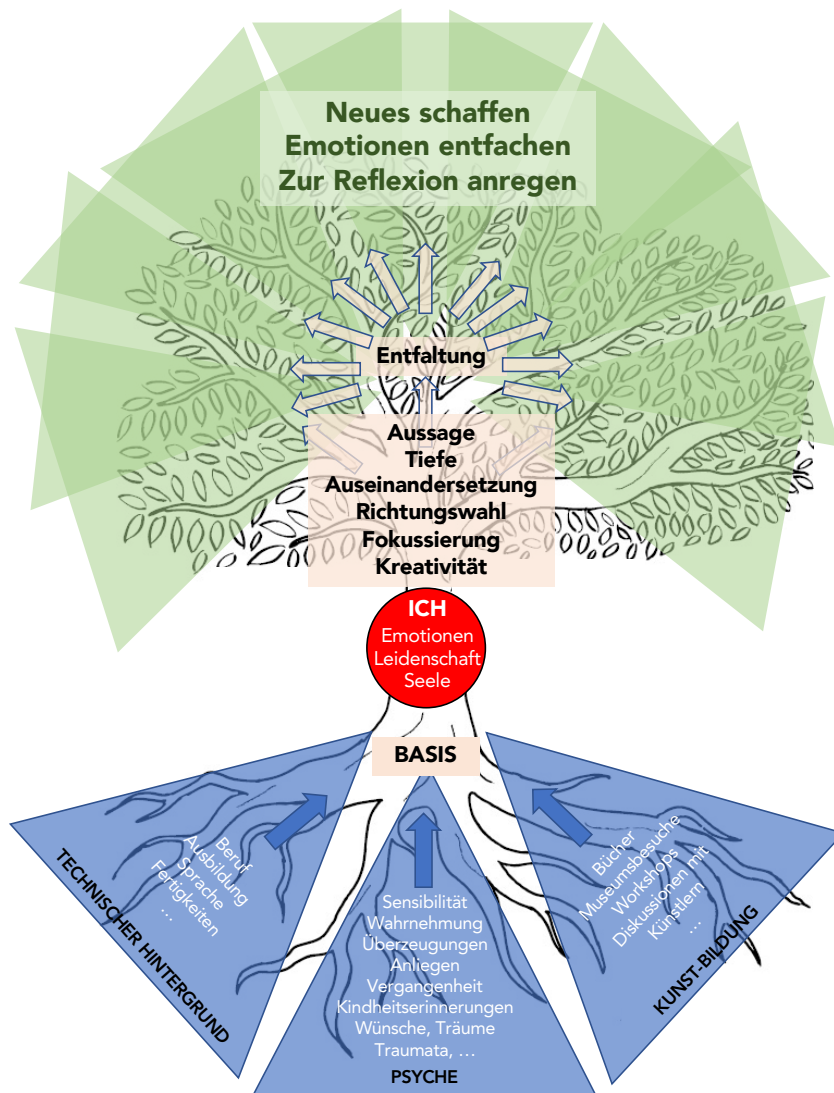 Neues schaffen
Emotionen entfachen
Zur Reflexion anregen
Entfaltung
Aussage
Tiefe
Auseinandersetzung
Richtungswahl
Fokussierung
Kreativität
ICH
Emotionen
Leidenschaft
Seele
BASIS
Beruf
Ausbildung
Sprache
Fertigkeiten
…
TECHNISCHER HINTERGRUND
Sensibilität
Wahrnehmung
Überzeugungen
Anliegen
Vergangenheit
Kindheitserinnerungen
Wünsche, Träume
Traumata, …
PSYCHE
Bücher
Museumsbesuche
Workshops
Diskussionen mit
Künstlern
…
KUNST-BILDUNG